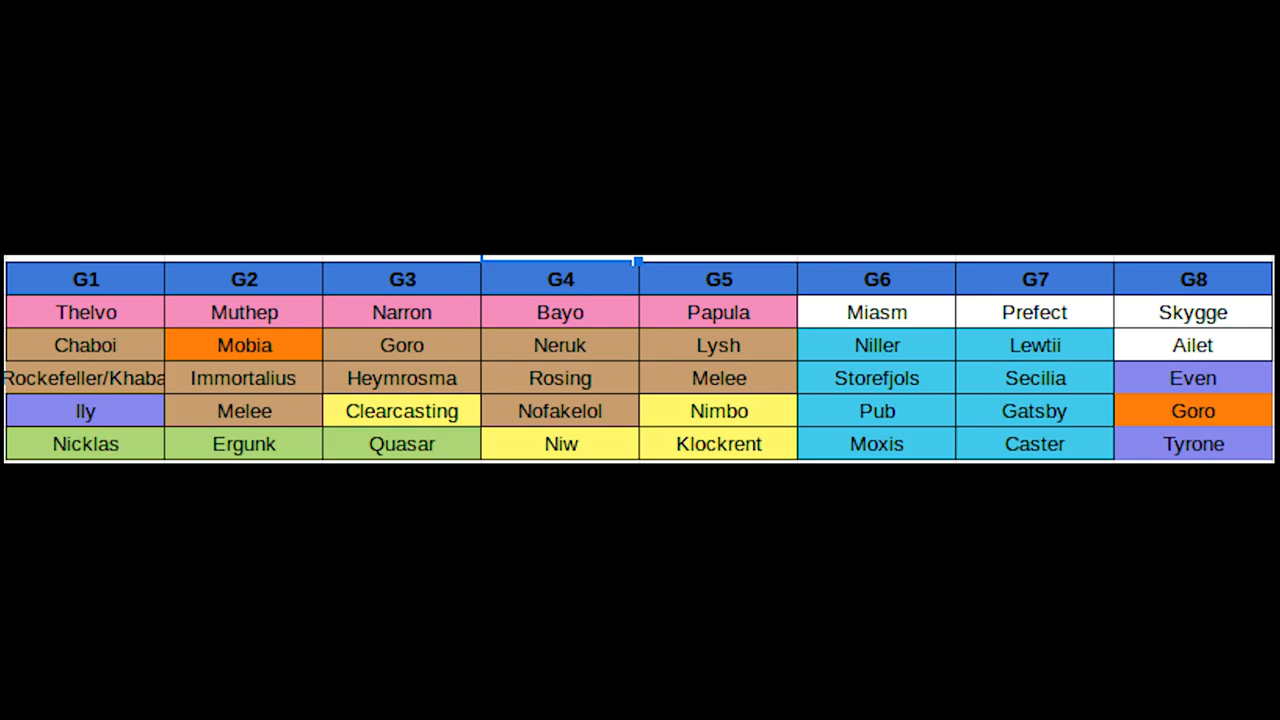 G1 G2 G3 G4 G5 G6 G7 G8
Thelvo Muthep Narron Bayo Papula Miasm Prefect Skygge
Chaboi Mobia Goro Neruk Lysh Niller Lewtii Ailet
Rockefeller/Khaba Immortalius Heymrosma Rosing Melee Storefjols Secilia Even
Ily Melee Clearcasting Nofakelol Nimbo Pub Gatsby Goro
Nicklas Ergunk Quasar Niw Klockrent Moxis Caster Tyrone